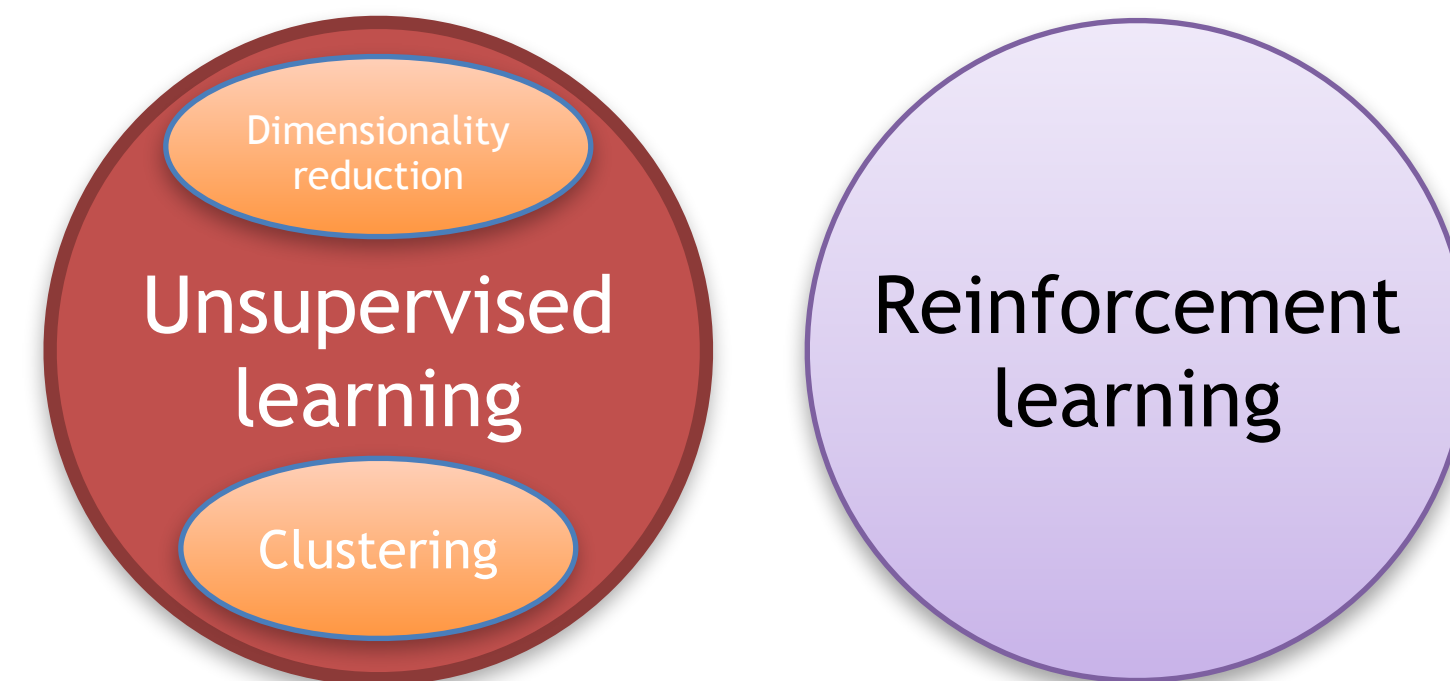 Dimensionality
reduction
Unsupervised
learning
Clustering
Reinforcement
learning